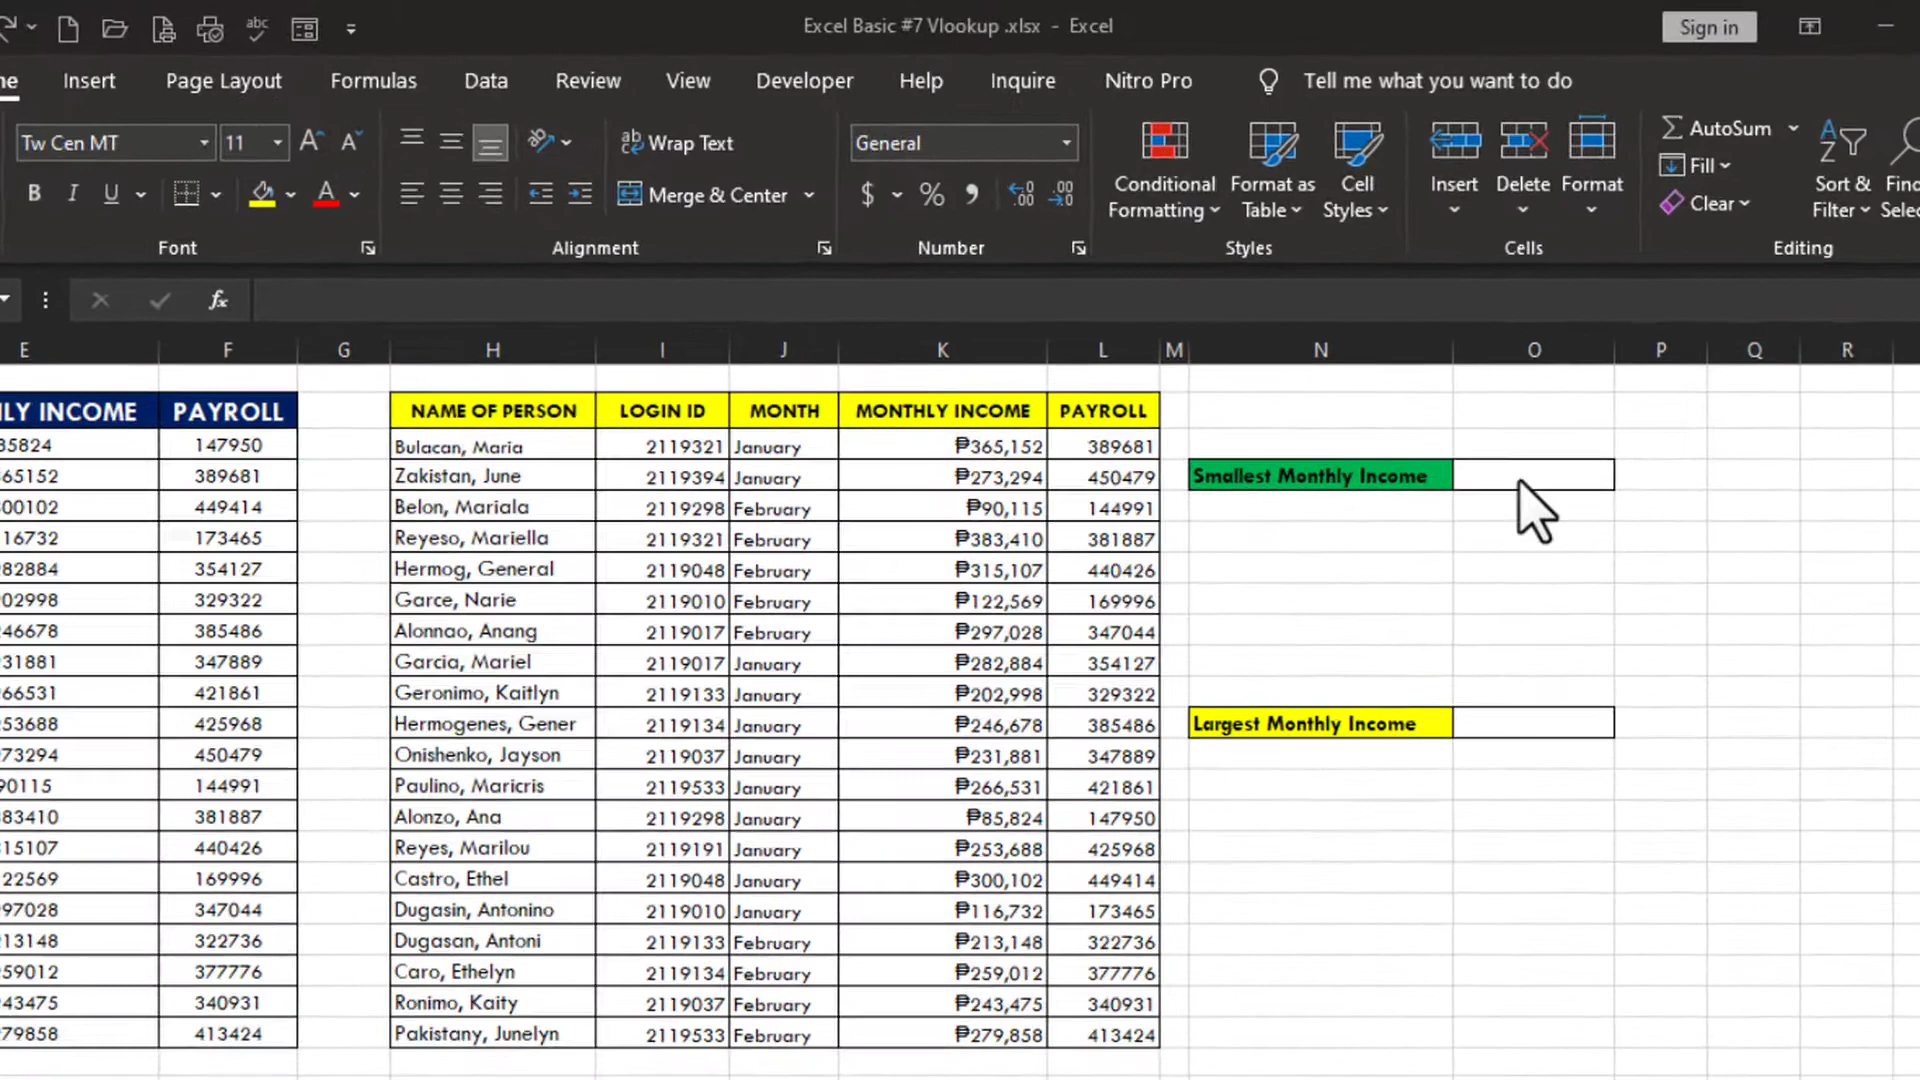 Excel Basic #7 Vlookup .xlsx - Excel
Sign in
Insert Page Layout Formulas Data Review View Developer Help Inquire Nitro Pro Tell me what you want to do
Tw Cen MT 11 Wrap Text General AutoSum
Merge & Center Conditional Formatting Format as Table Cell Styles Insert Delete Format Fill Clear Sort & Filter
Font Alignment Number Styles Cells Editing
E F G H I J K L M N O P Q R
INCOME PAYROLL NAME OF PERSON LOGIN ID MONTH MONTHLY INCOME PAYROLL
147950 Bulacan, Maria 2119321 January ₱365,152 389681
389681 Zakistan, June 2119394 January ₱273,294 450479 Smallest Monthly Income
449414 Belon, Mariala 2119298 February ₱90,115 144991
173465 Reyeso, Mariella 2119321 February ₱383,410 381887
354127 Hermog, General 2119048 February ₱315,107 440426
329322 Garce, Narie 2119010 February ₱122,569 169996
385486 Alonnao, Anang 2119017 February ₱297,028 347044
347889 Garcia, Mariel 2119017 January ₱282,884 354127
421861 Geronimo, Kaitlyn 2119133 January ₱202,998 329322
425968 Hermogenes, Gener 2119134 January ₱246,678 385486 Largest Monthly Income
450479 Onishenko, Jayson 2119037 January ₱231,881 347889
144991 Paulino, Maricris 2119533 January ₱266,531 421861
381887 Alonzo, Ana 2119298 January ₱85,824 147950
440426 Reyes, Marilou 2119191 January ₱253,688 425968
169996 Castro, Ethel 2119048 January ₱300,102 449414
347044 Dugasin, Antonino 2119010 January ₱116,732 173465
322736 Dugasan, Antoni 2119133 February ₱213,148 322736
377776 Caro, Ethelyn 2119134 February ₱259,012 377776
340931 Ronimo, Kaity 2119037 February ₱243,475 340931
413424 Pakistany, Junelyn 2119533 February ₱279,858 413424